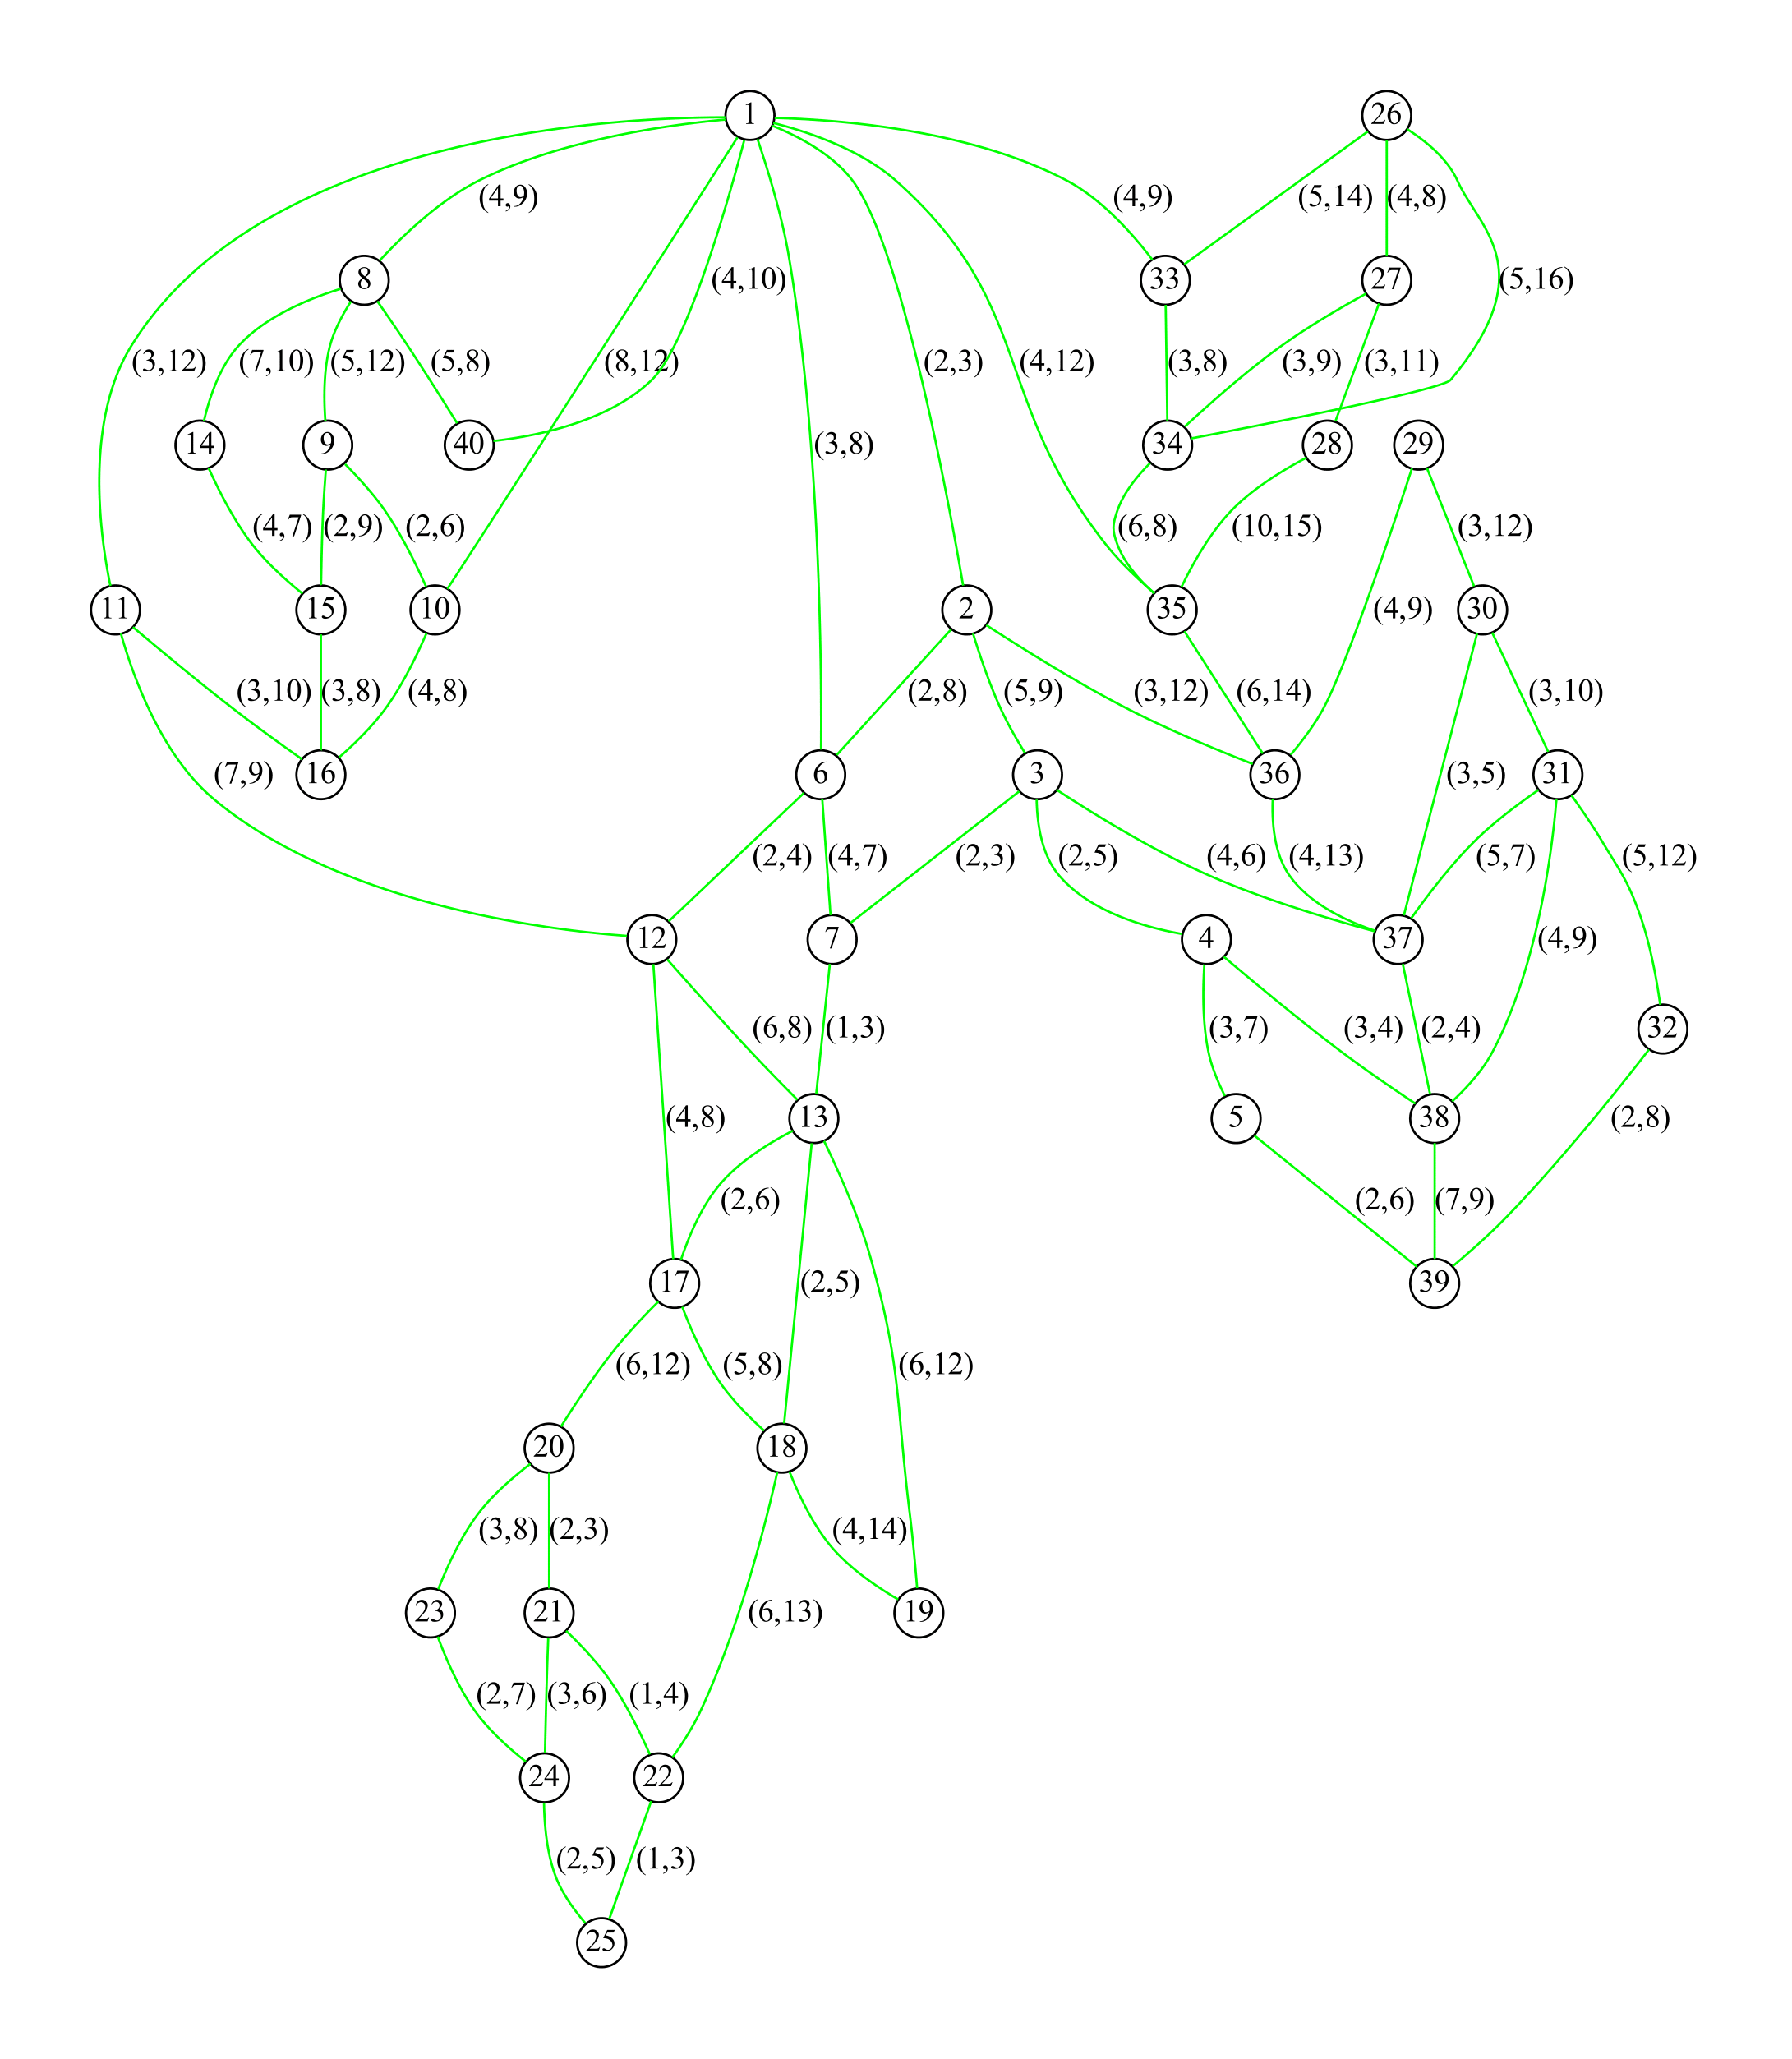 1 26
(4,9) (4,9) (5,14) (4,8)
8 (4,10) 33 27 (5,16)
(3,12) (7,10) (5,12) (5,8) (8,12) (2,3) (4,12) (3,8) (3,9) (3,11)
14 9 40 (3,8) 34 28 29
(4,7) (2,9) (2,6) (6,8) (10,15) (3,12)
11 15 10 2 35 (4,9) 30
(3,10) (3,8) (4,8) (2,8) (5,9) (3,12) (6,14) (3,10)
(7,9) 16 6 3 36 (3,5) 31
(2,4) (4,7) (2,3) (2,5) (4,6) (4,13) (5,7) (5,12)
12 7 4 37 (4,9)
(6,8) (1,3) (3,7) (3,4) (2,4) 32
(4,8) 13 5 38 (2,8)
(2,6) (2,6) (7,9)
17 (2,5) 39
(6,12) (5,8) (6,12)
20 18
(3,8) (2,3) (4,14)
23 21 (6,13) 19
(2,7) (3,6) (1,4)
24 22
(2,5) (1,3)
25